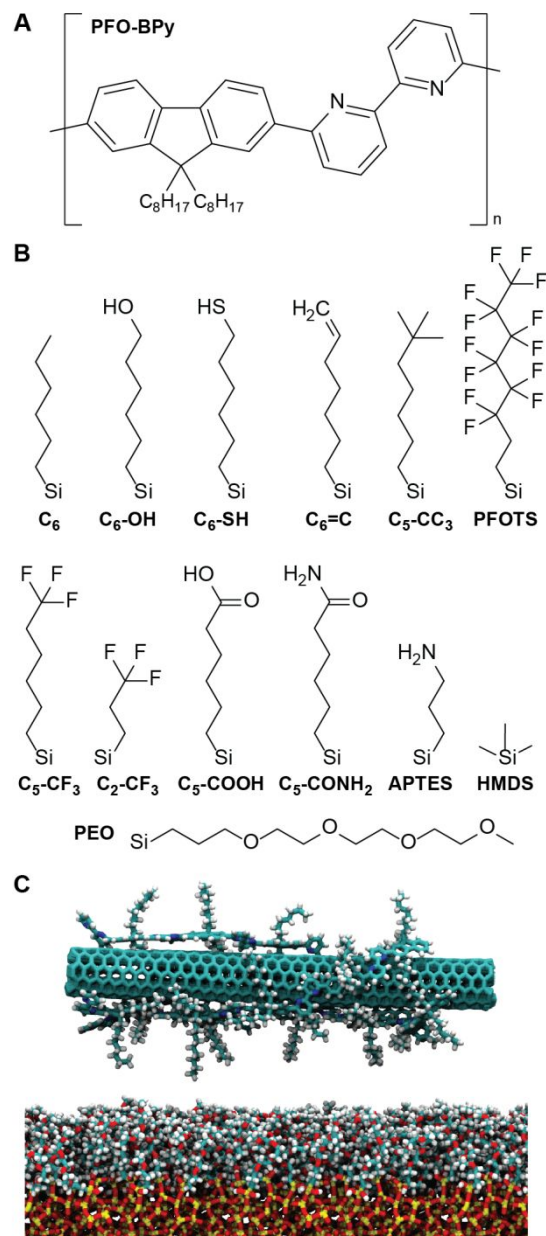 A
PFO-BPy
N
N
C₈H₁₇ C₈H₁₇
n
B
HO HS H₂C F F F F F F F F F F F F F
Si Si Si Si Si Si
C₆ C₆-OH C₆-SH C₆=C C₅-CC₃ PFOTS
F F F F F F HO O H₂N O H₂N
Si Si Si Si Si Si
C₅-CF₃ C₂-CF₃ C₅-COOH C₅-CONH₂ APTES HMDS
PEO Si O O O O
C